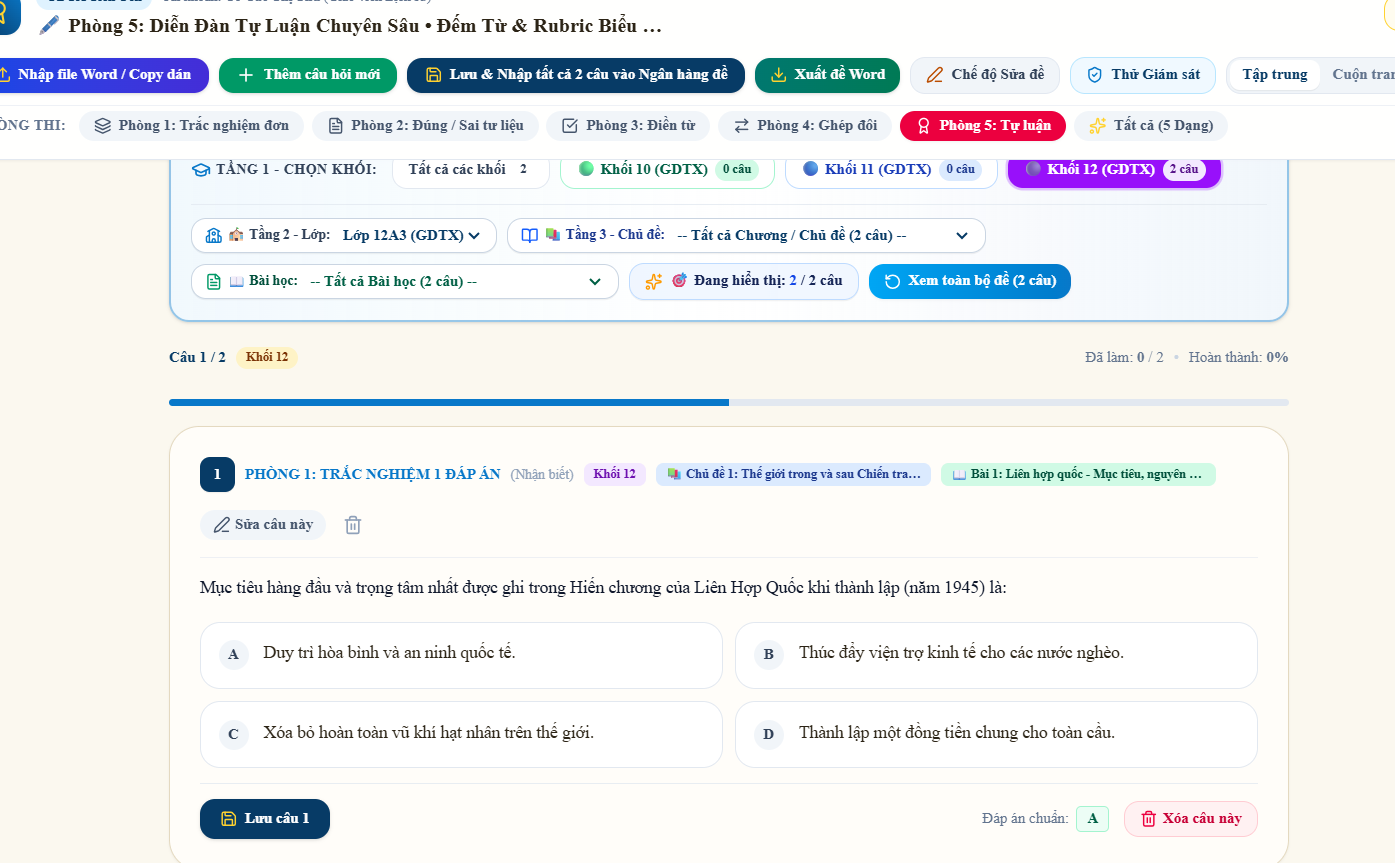 Phòng 5: Diễn Đàn Tự Luận Chuyên Sâu • Đếm Từ & Rubric Biểu ...
Nhập file Word / Copy dán
Thêm câu hỏi mới
Lưu & Nhập tất cả 2 câu vào Ngân hàng đề
Xuất đề Word
Chế độ Sửa đề
Thử Giám sát
Tập trung
Cuộn tran
ÒNG THI:
Phòng 1: Trắc nghiệm đơn
Phòng 2: Đúng / Sai tư liệu
Phòng 3: Điền từ
Phòng 4: Ghép đôi
Phòng 5: Tự luận
Tất cả (5 Dạng)
TẦNG 1 - CHỌN KHỐI:
Tất cả các khối 2
Khối 10 (GDTX) 0 câu
Khối 11 (GDTX) 0 câu
Khối 12 (GDTX) 2 câu
Tầng 2 - Lớp: Lớp 12A3 (GDTX)
Tầng 3 - Chủ đề: -- Tất cả Chương / Chủ đề (2 câu) --
Bài học: -- Tất cả Bài học (2 câu) --
Đang hiển thị: 2 / 2 câu
Xem toàn bộ đề (2 câu)
Câu 1 / 2 Khối 12
Đã làm: 0 / 2 • Hoàn thành: 0%
1 PHÒNG 1: TRẮC NGHIỆM 1 ĐÁP ÁN (Nhận biết) Khối 12
Chủ đề 1: Thế giới trong và sau Chiến tra...
Bài 1: Liên hợp quốc - Mục tiêu, nguyên ...
Sửa câu này
Mục tiêu hàng đầu và trọng tâm nhất được ghi trong Hiến chương của Liên Hợp Quốc khi thành lập (năm 1945) là:
A Duy trì hòa bình và an ninh quốc tế.
B Thúc đẩy viện trợ kinh tế cho các nước nghèo.
C Xóa bỏ hoàn toàn vũ khí hạt nhân trên thế giới.
D Thành lập một đồng tiền chung cho toàn cầu.
Lưu câu 1
Đáp án chuẩn: A
Xóa câu này